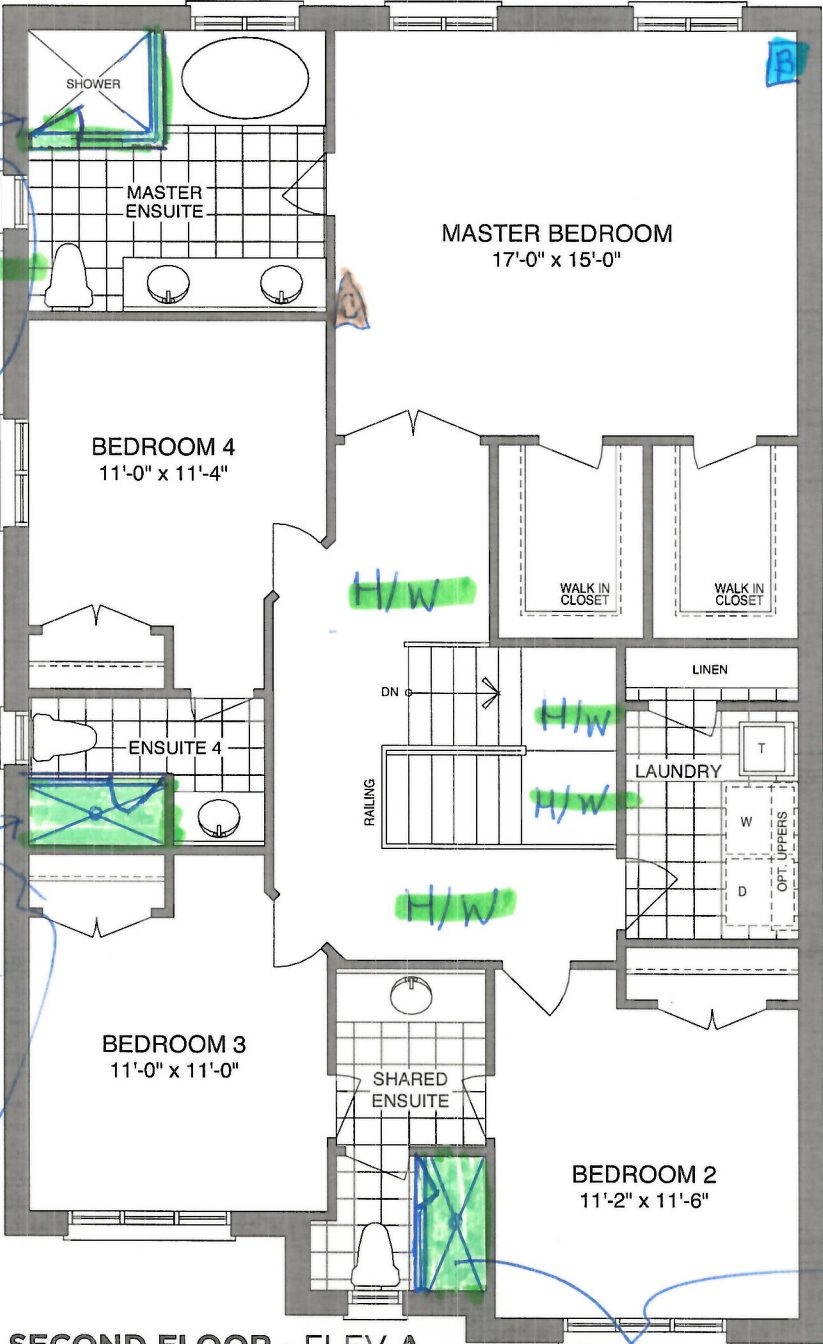 SHOWER
B
MASTER
ENSUITE
MASTER BEDROOM
17'-0" x 15'-0"
BEDROOM 4
11'-0" x 11'-4"
H/W
WALK IN
CLOSET
WALK IN
CLOSET
LINEN
DN
H/W
ENSUITE 4
T
LAUNDRY
RAILING
H/W
W
OPT. UPPERS
D
H/W
BEDROOM 3
11'-0" x 11'-0"
SHARED
ENSUITE
BEDROOM 2
11'-2" x 11'-6"
SECOND FLOOR - ELEV. A